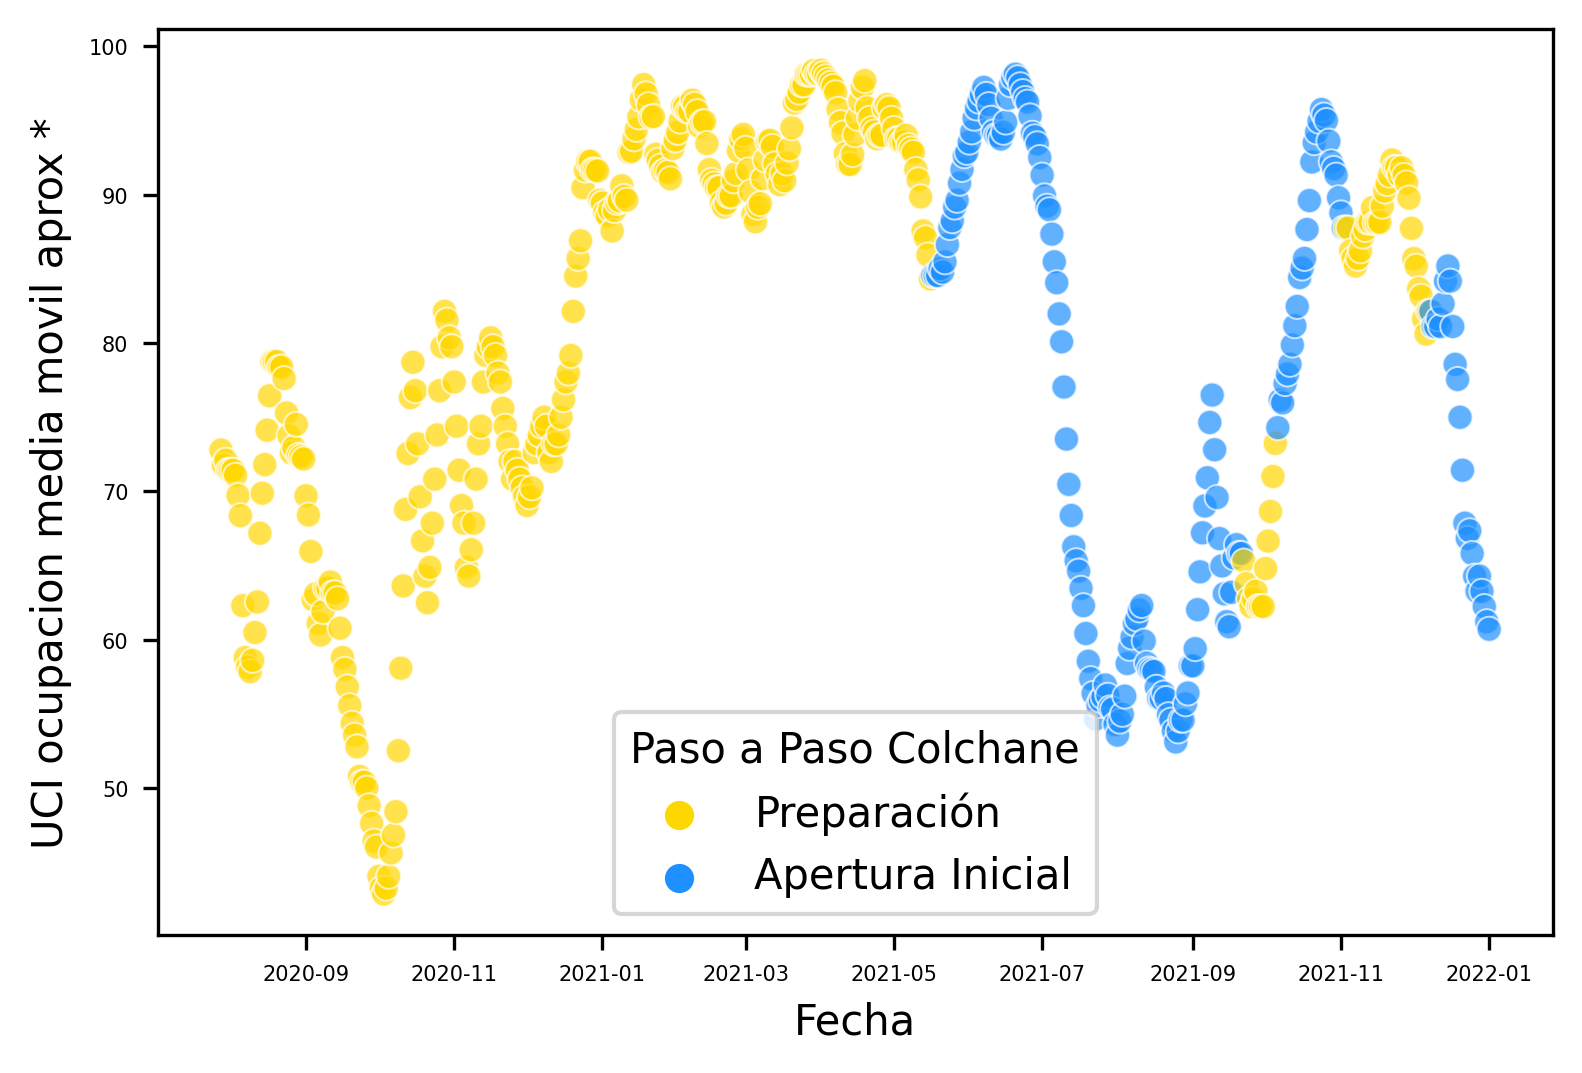 100
90
80
70
60
50
UCI ocupacion media movil aprox *
Paso a Paso Colchane
Preparación
Apertura Inicial
2020-09 2020-11 2021-01 2021-03 2021-05 2021-07 2021-09 2021-11 2022-01
Fecha